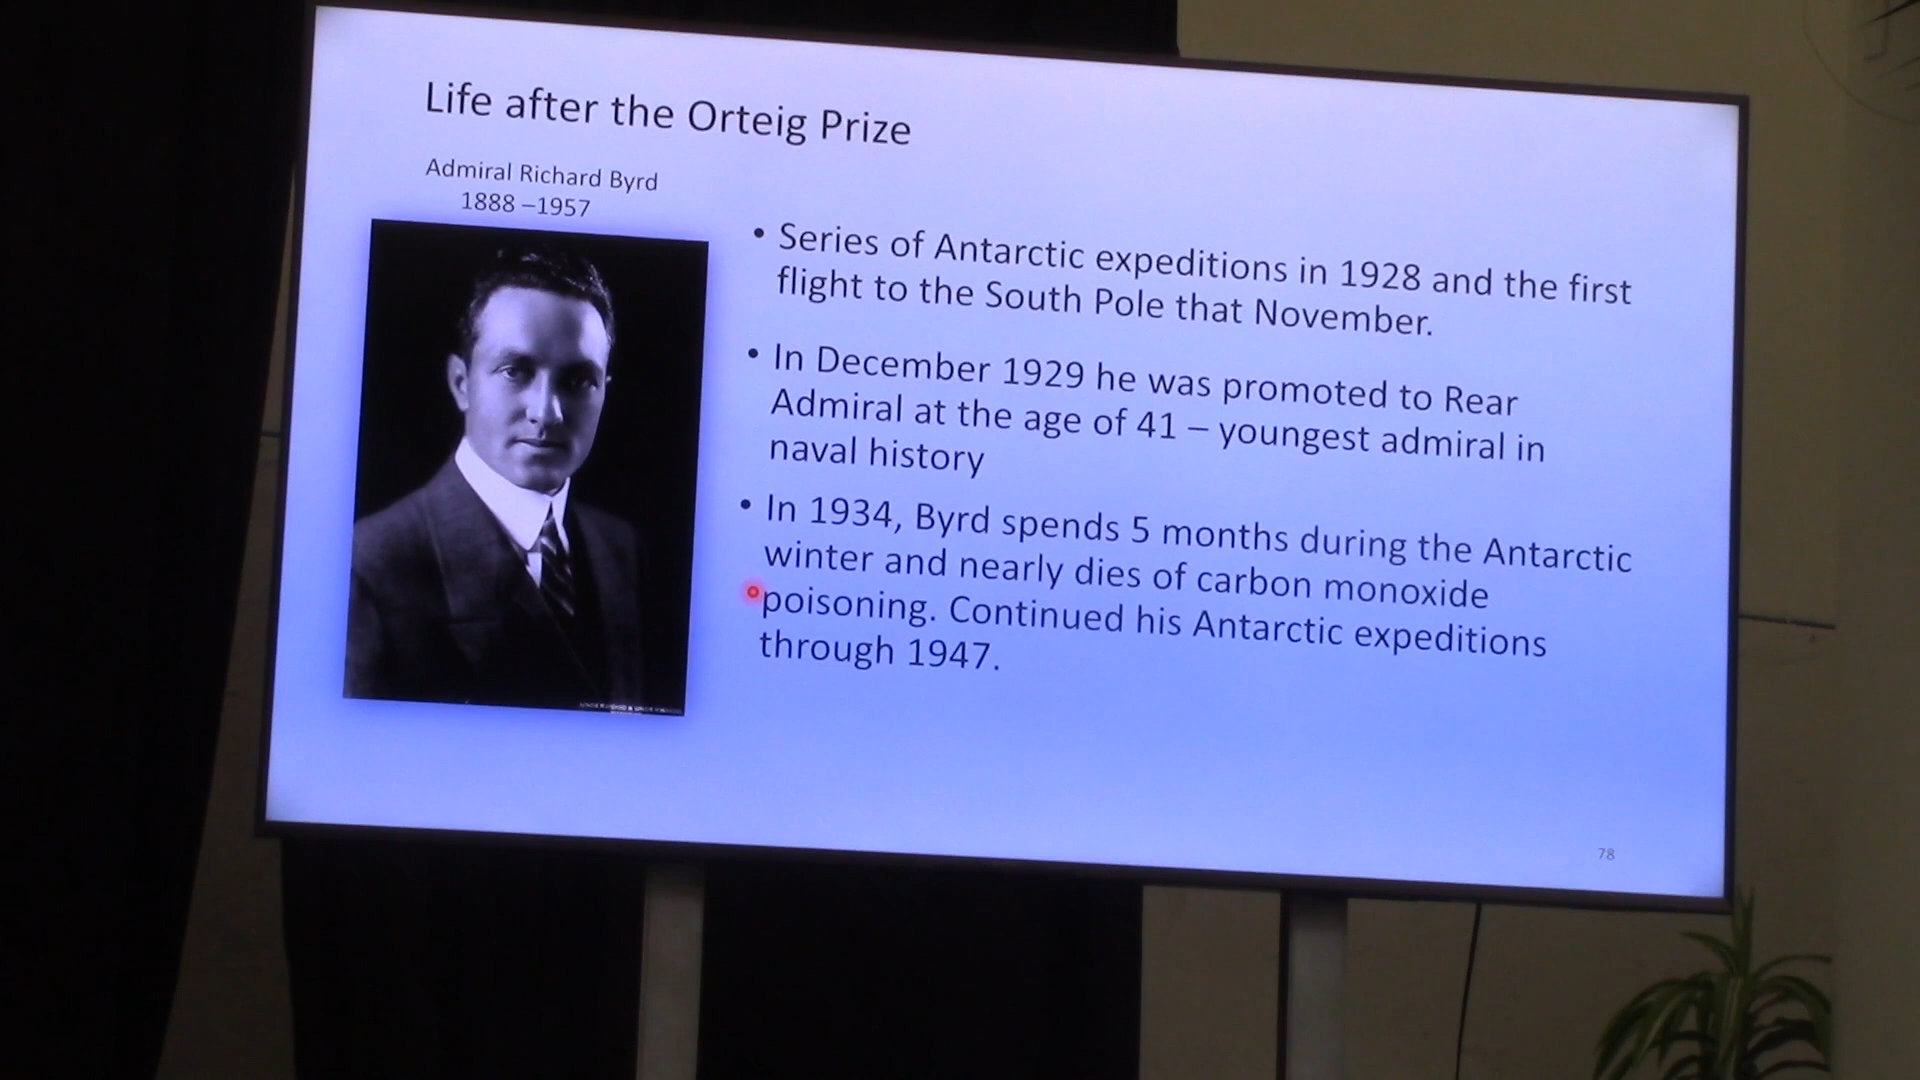 Life after the Orteig Prize
Admiral Richard Byrd
1888 –1957
• Series of Antarctic expeditions in 1928 and the first
flight to the South Pole that November.
• In December 1929 he was promoted to Rear
Admiral at the age of 41 – youngest admiral in
naval history
• In 1934, Byrd spends 5 months during the Antarctic
winter and nearly dies of carbon monoxide
poisoning. Continued his Antarctic expeditions
through 1947.
78